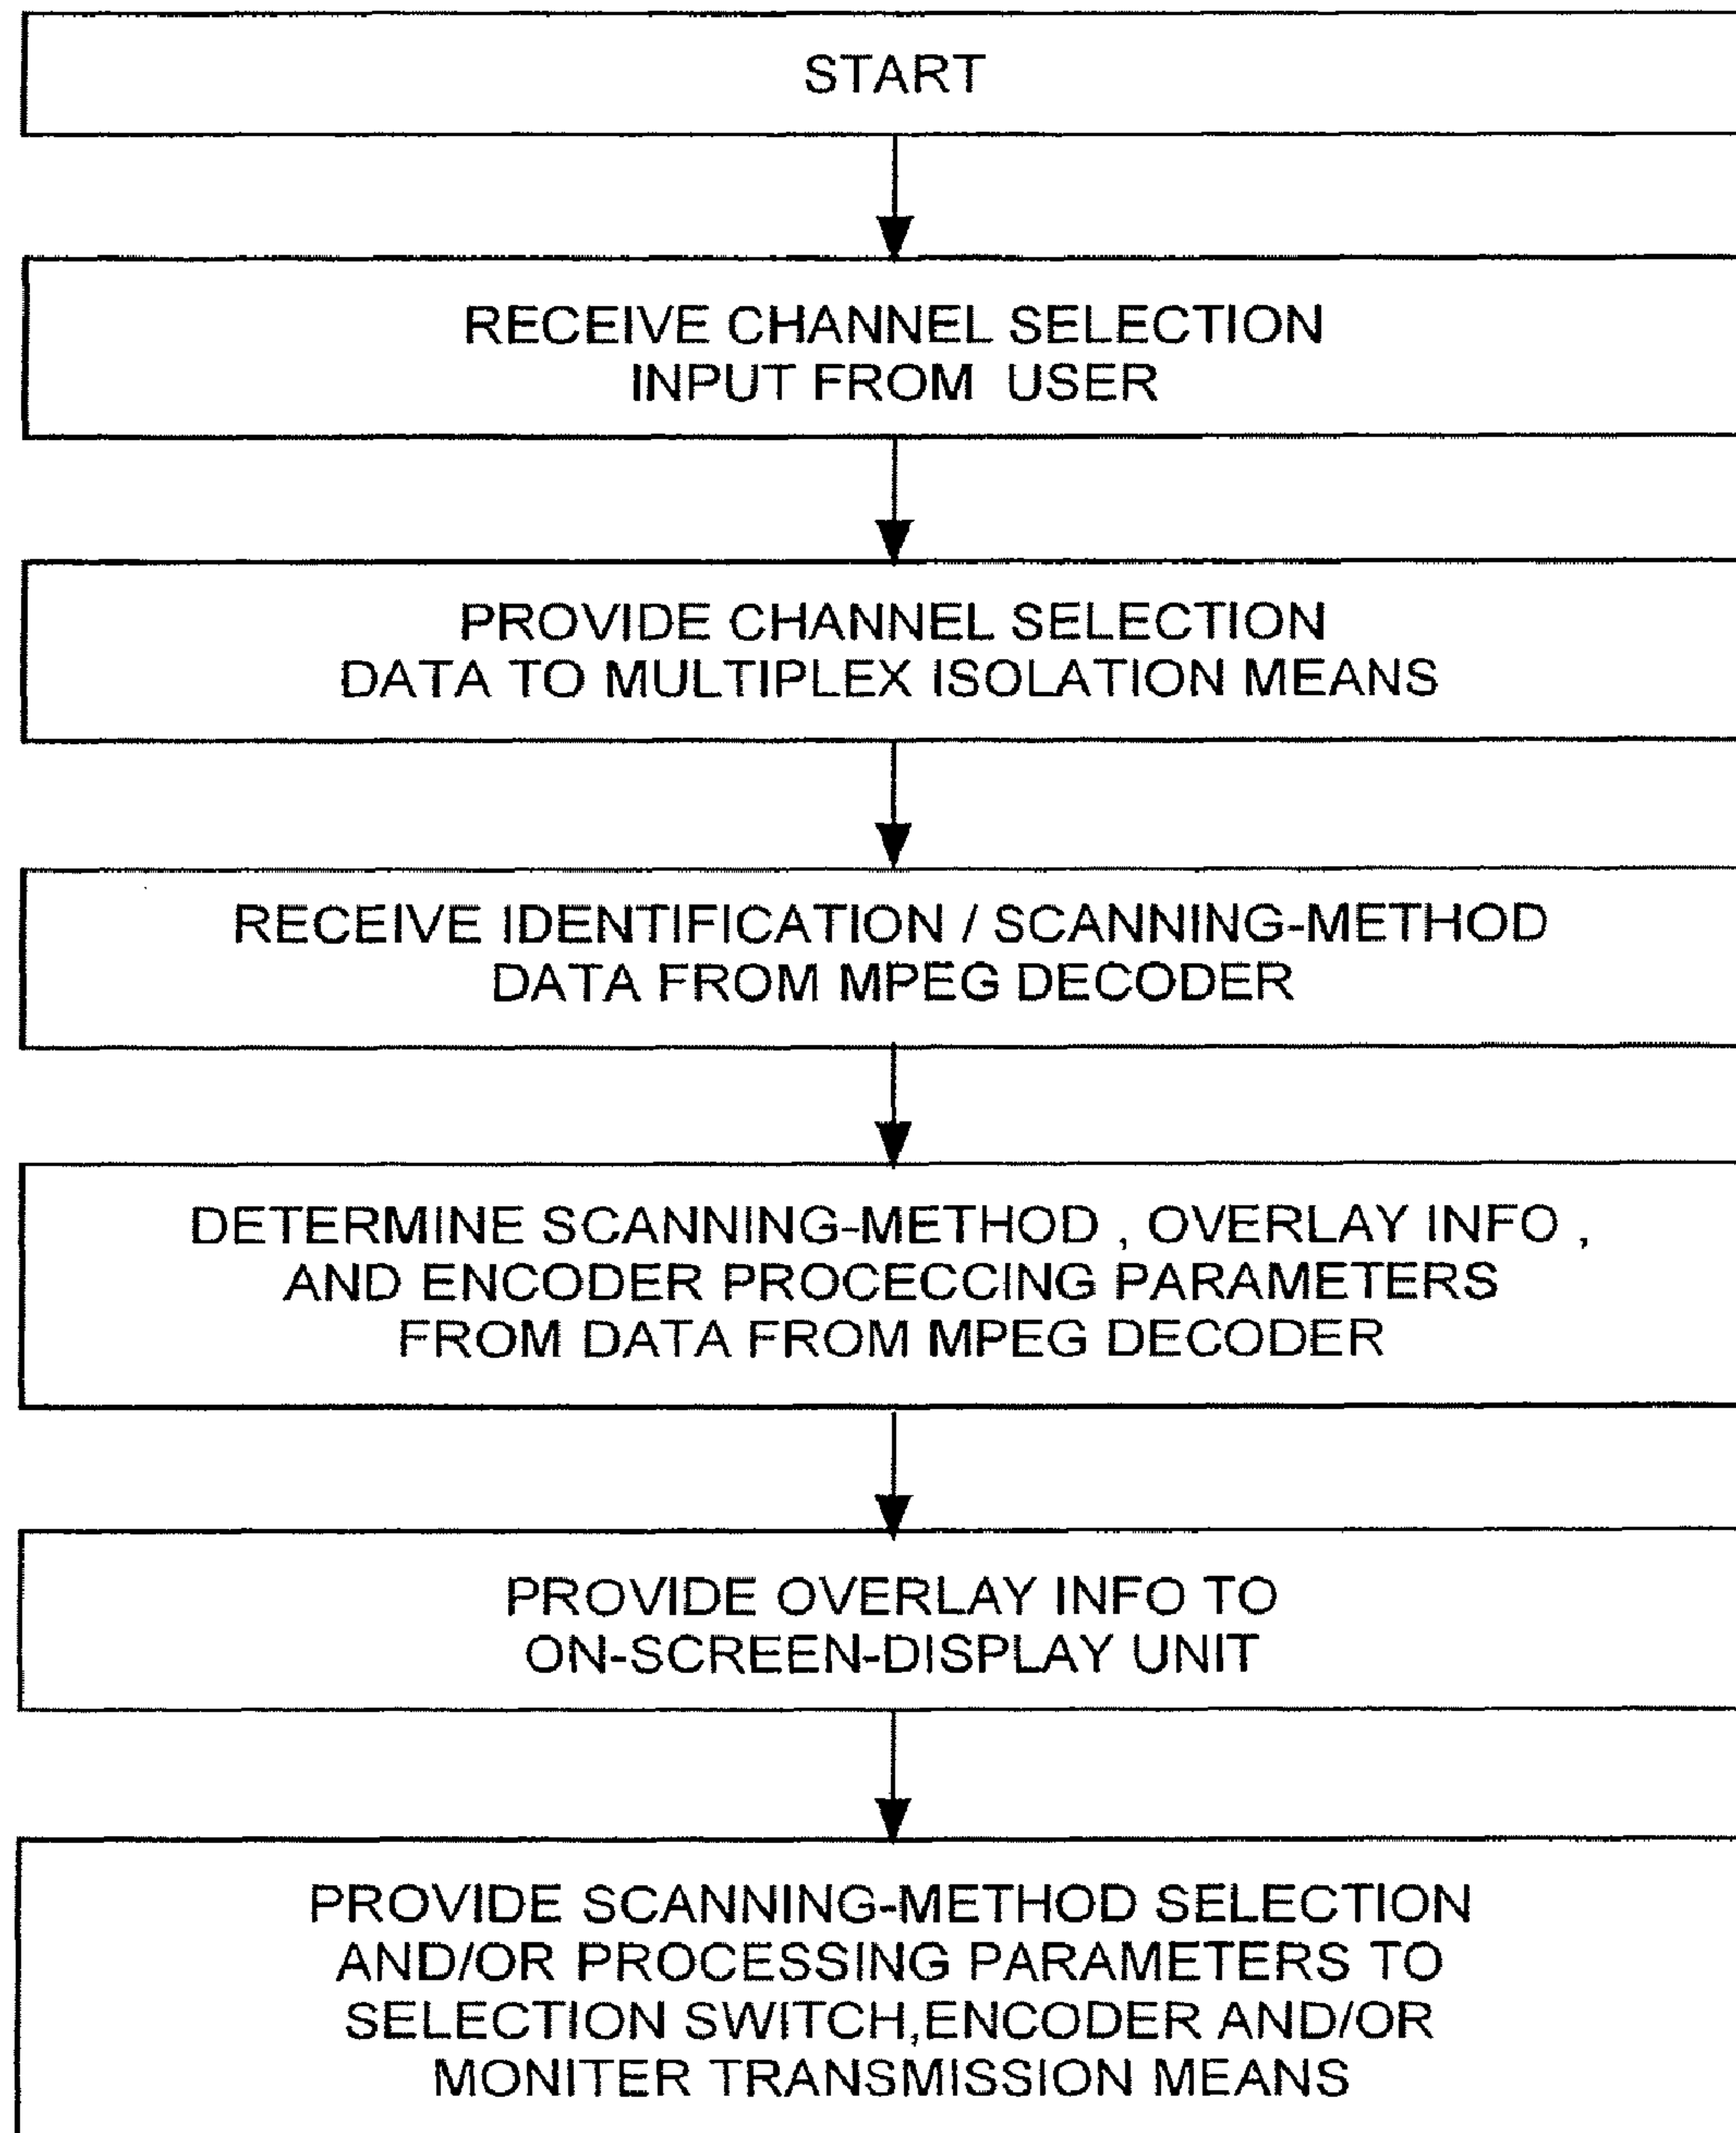 START
RECEIVE CHANNEL SELECTION
INPUT FROM USER
PROVIDE CHANNEL SELECTION
DATA TO MULTIPLEX ISOLATION MEANS
RECEIVE IDENTIFICATION / SCANNING-METHOD
DATA FROM MPEG DECODER
DETERMINE SCANNING-METHOD , OVERLAY INFO ,
AND ENCODER PROCECCING PARAMETERS
FROM DATA FROM MPEG DECODER
PROVIDE OVERLAY INFO TO
ON-SCREEN-DISPLAY UNIT
PROVIDE SCANNING-METHOD SELECTION
AND/OR PROCESSING PARAMETERS TO
SELECTION SWITCH,ENCODER AND/OR
MONITER TRANSMISSION MEANS